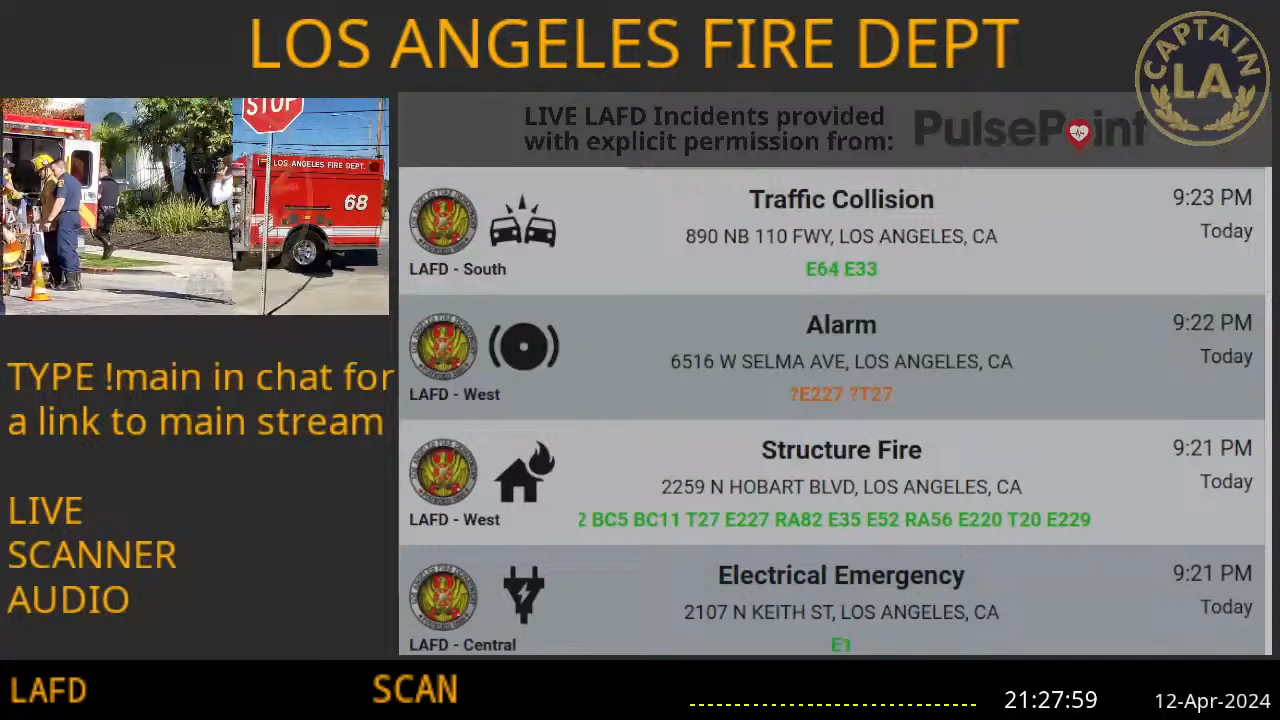 LOS ANGELES FIRE DEPT
CAPTAIN
LA
LIVE LAFD Incidents provided
with explicit permission from:
PulsePoint
STOP
LOS ANGELES FIRE DEPT.
68
TYPE !main in chat for
a link to main stream
LIVE
SCANNER
AUDIO
Traffic Collision
9:23 PM
890 NB 110 FWY, LOS ANGELES, CA
Today
LAFD - South
E64 E33
Alarm
9:22 PM
6516 W SELMA AVE, LOS ANGELES, CA
Today
LAFD - West
?E227 ?T27
Structure Fire
9:21 PM
2259 N HOBART BLVD, LOS ANGELES, CA
Today
LAFD - West
2 BC5 BC11 T27 E227 RA82 E35 E52 RA56 E220 T20 E229
Electrical Emergency
9:21 PM
2107 N KEITH ST, LOS ANGELES, CA
Today
LAFD - Central
E1
LAFD
SCAN
21:27:59
12-Apr-2024